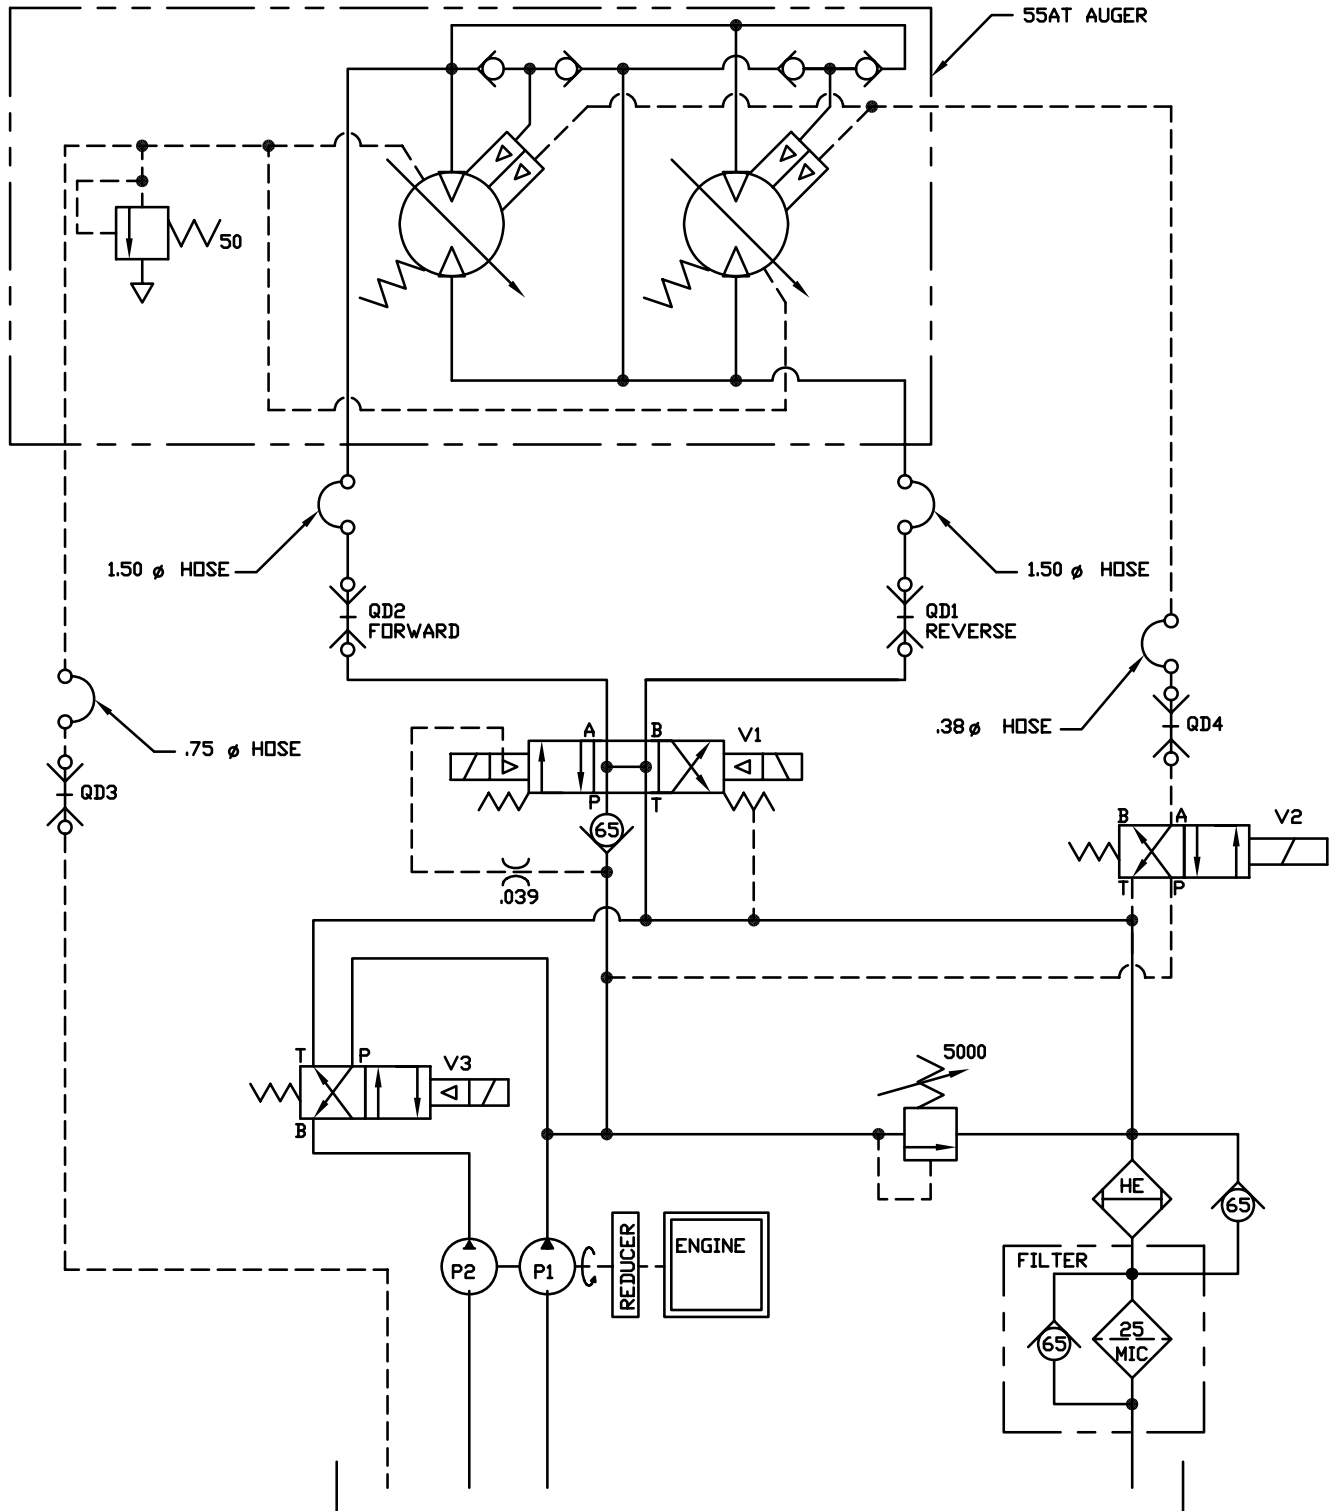 55AT AUGER
50
1.50 ø HOSE
1.50 ø HOSE
QD2
FORWARD
QD1
REVERSE
.75 ø HOSE
.38 ø HOSE
QD4
QD3
A
B
V1
P
T
65
.039
B
A
V2
T
P
T
P
V3
B
5000
HE
65
P2
P1
REDUCER
ENGINE
FILTER
65
25
MIC